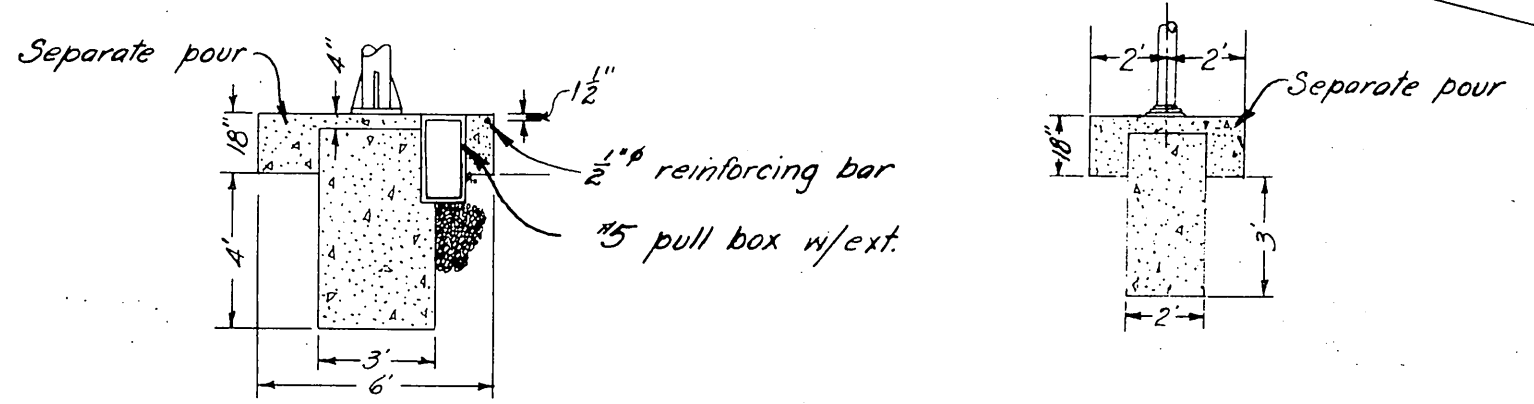 Separate pour
4"
1 1/2"
18"
1/2"ø reinforcing bar
#5 pull box w/ext.
4'
3'
6'
2'
2'
Separate pour
18"
3'
2'